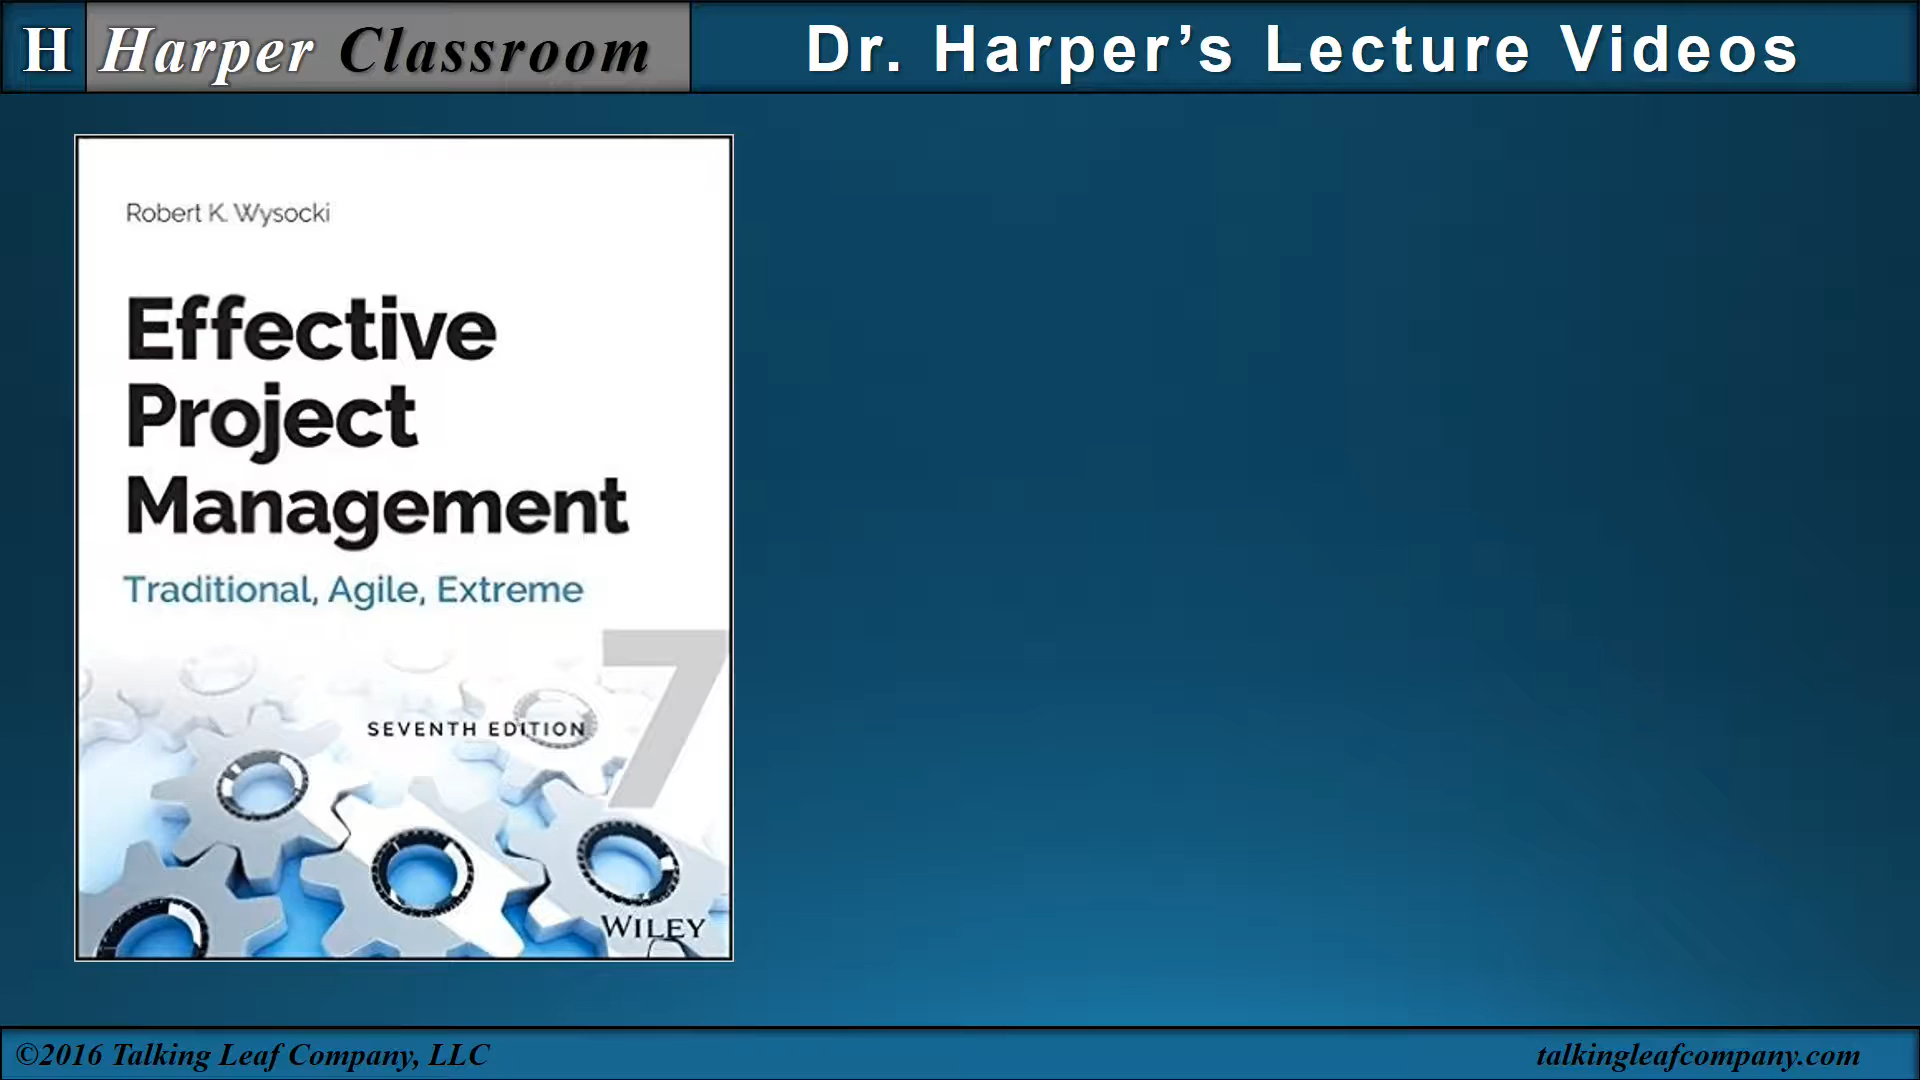 H Harper Classroom
Dr. Harper’s Lecture Videos
Robert K. Wysocki
Effective
Project
Management
Traditional, Agile, Extreme
7
SEVENTH EDITION
WILEY
©2016 Talking Leaf Company, LLC
talkingleafcompany.com